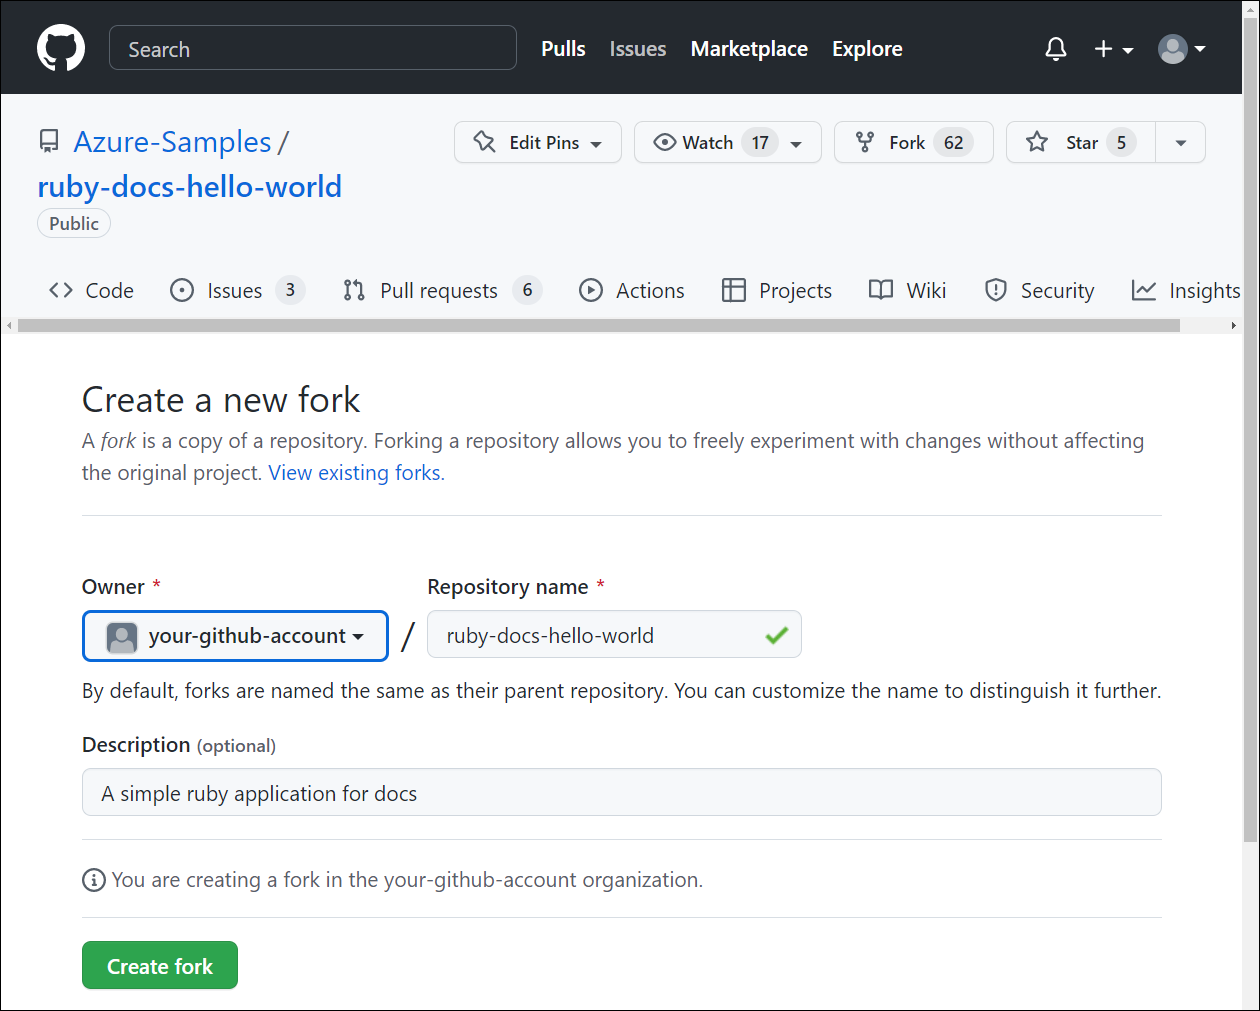 Search Pulls Issues Marketplace Explore
Azure-Samples / Edit Pins Watch 17 Fork 62 Star 5
ruby-docs-hello-world
Public
Code Issues 3 Pull requests 6 Actions Projects Wiki Security Insights
Create a new fork
A fork is a copy of a repository. Forking a repository allows you to freely experiment with changes without affecting
the original project. View existing forks.
Owner * Repository name *
your-github-account / ruby-docs-hello-world
By default, forks are named the same as their parent repository. You can customize the name to distinguish it further.
Description (optional)
A simple ruby application for docs
You are creating a fork in the your-github-account organization.
Create fork